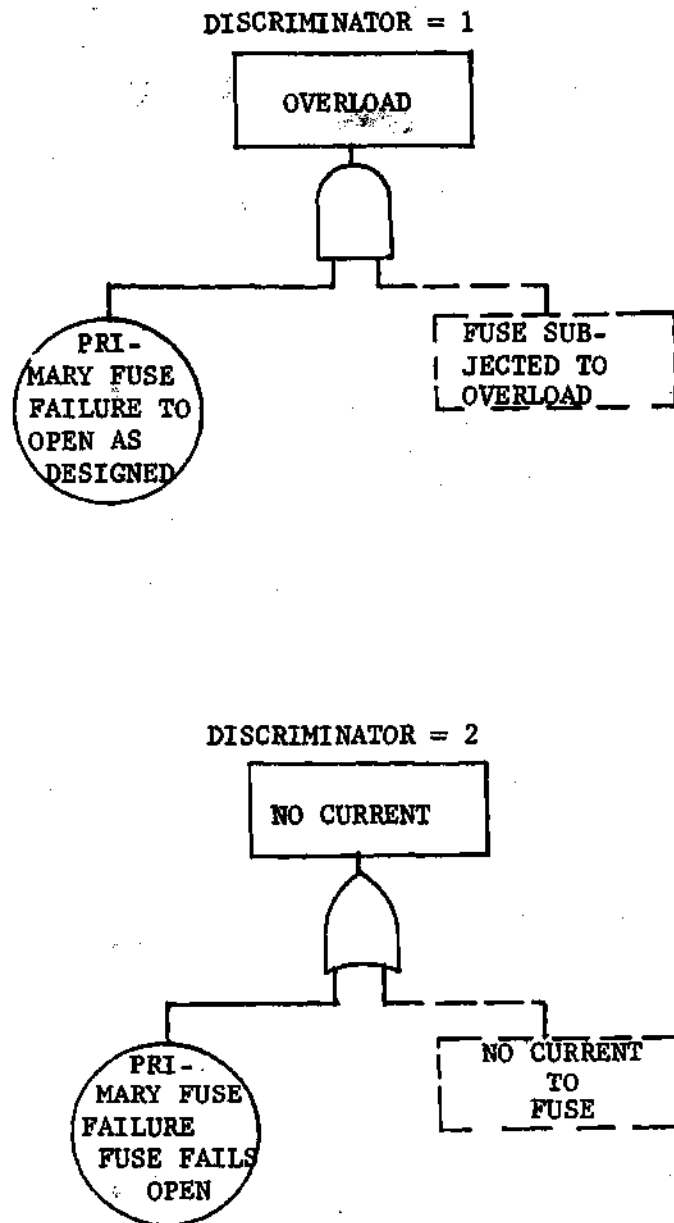 DISCRIMINATOR = 1
OVERLOAD
PRI-
MARY FUSE
FAILURE TO
OPEN AS
DESIGNED
FUSE SUB-
JECTED TO
OVERLOAD
DISCRIMINATOR = 2
NO CURRENT
PRI-
MARY FUSE
FAILURE
FUSE FAILS
OPEN
NO CURRENT
TO
FUSE